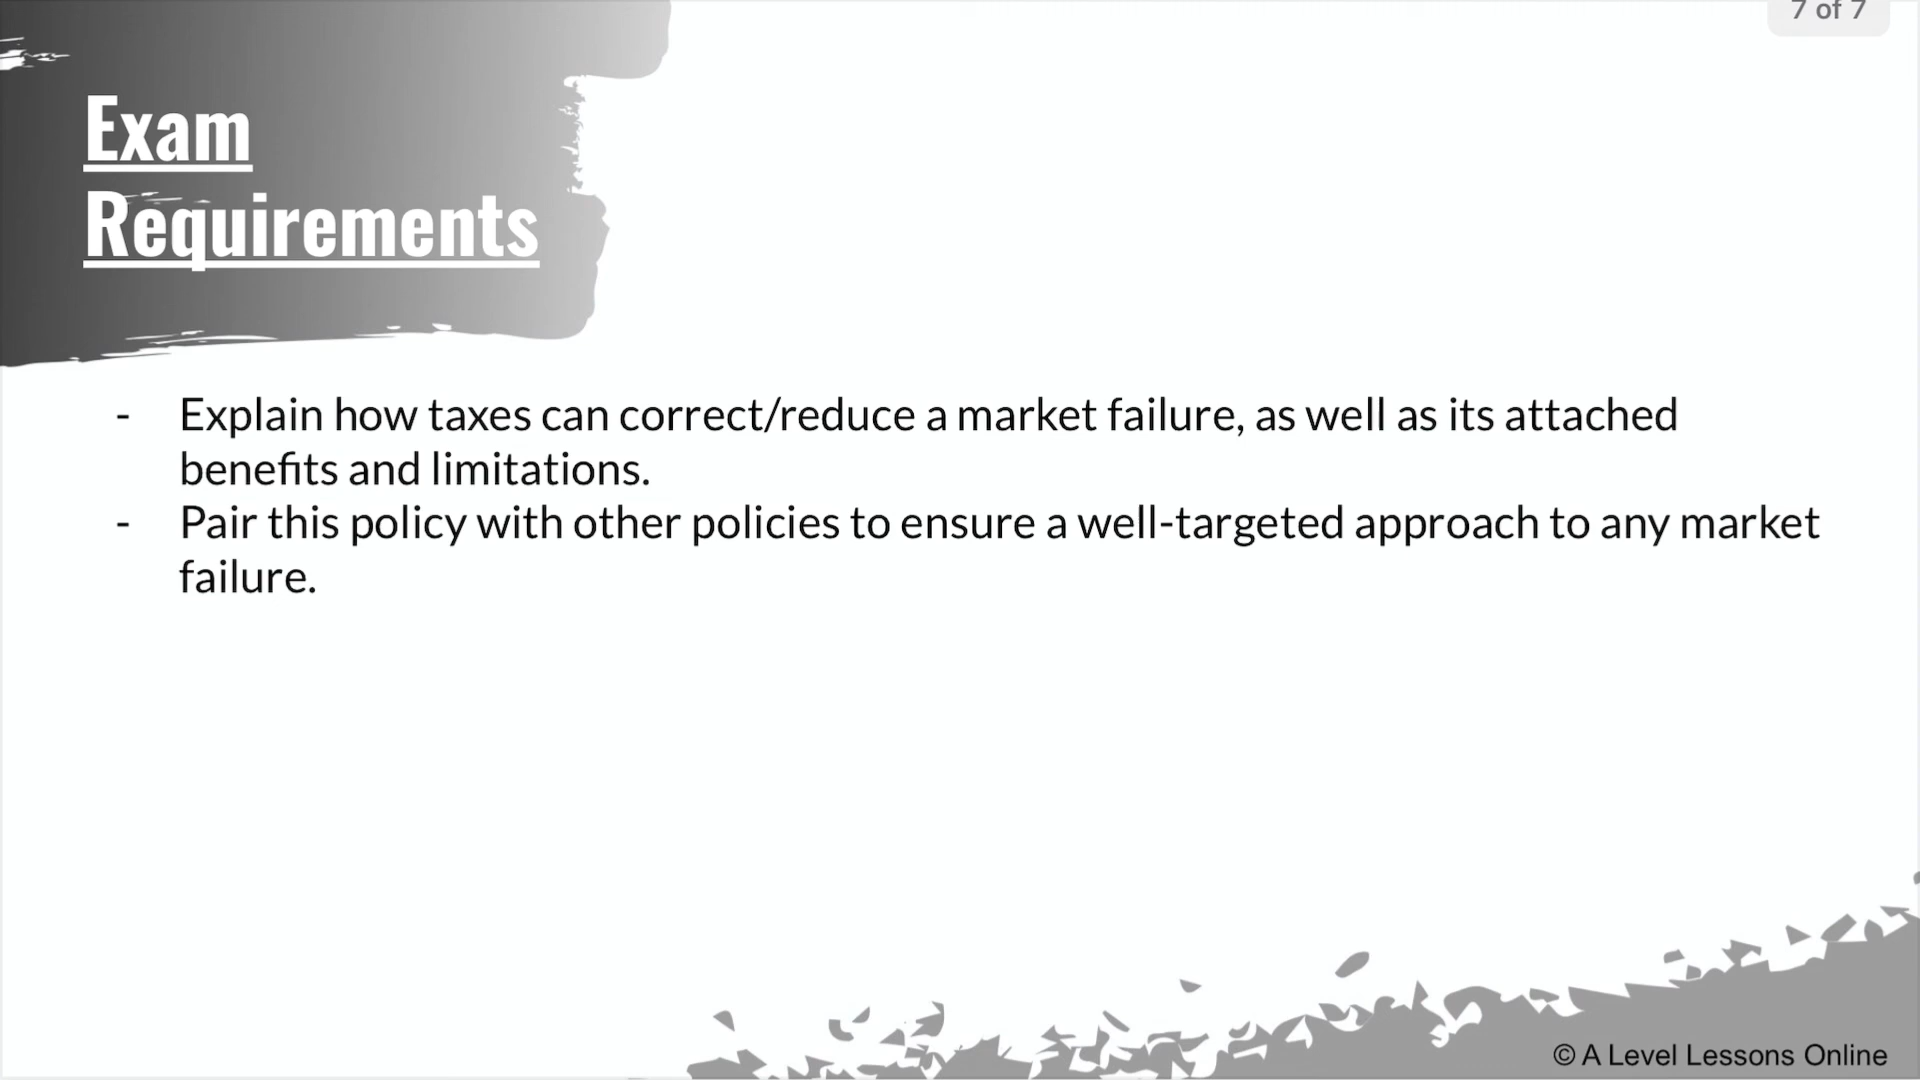 7 of 7
Exam
Requirements
- Explain how taxes can correct/reduce a market failure, as well as its attached
benefits and limitations.
- Pair this policy with other policies to ensure a well-targeted approach to any market
failure.
© A Level Lessons Online